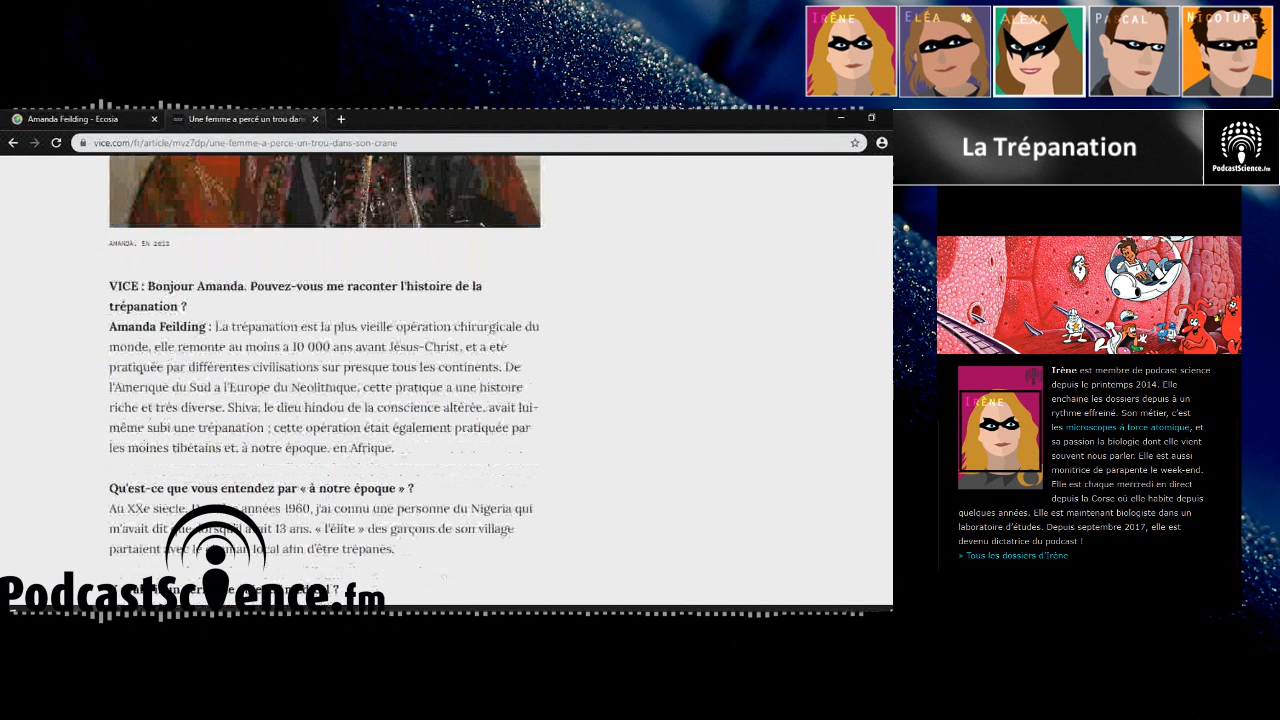 IRÈNE
ELÉA
ALEXA
PASCAL
NICOTUPE
Amanda Feilding - Ecosia
Une femme a percé un trou dans
vice.com/fr/article/mvz7dp/une-femme-a-perce-un-trou-dans-son-crane
La Trépanation
PodcastScience.fm
AMANDA, EN 2012
VICE : Bonjour Amanda. Pouvez-vous me raconter l'histoire de la
trépanation ?
Amanda Feilding : La trépanation est la plus vieille opération chirurgicale du
monde, elle remonte au moins à 10 000 ans avant Jésus-Christ, et a été
pratiquée par différentes civilisations sur presque tous les continents. De
l'Amérique du Sud à l'Europe du Néolithique, cette pratique a une histoire
riche et très diverse. Shiva, le dieu hindou de la conscience altérée, avait lui-
même subi une trépanation ; cette opération était également pratiquée par
les moines tibétains et, à notre époque, en Afrique.
Qu'est-ce que vous entendez par « à notre époque » ?
Au XXe siècle. années 1960, j'ai connu une personne du Nigeria qui
m'avait dit 13 ans, « l'élite » des garçons de son village
partaient avec le local afin d'être trépanés.
PodcastScience.fm
IRÈNE
Irène est membre de podcast science
depuis le printemps 2014. Elle
enchaine les dossiers depuis à un
rythme effreiné. Son métier, c'est
les microscopes à force atomique, et
sa passion la biologie dont elle vient
souvent nous parler. Elle est aussi
monitrice de parapente le week-end.
Elle est chaque mercredi en direct
depuis la Corse où elle habite depuis
quelques années. Elle est maintenant biologiste dans un
laboratoire d'études. Depuis septembre 2017, elle est
devenu dictatrice du podcast !
» Tous les dossiers d'Irène